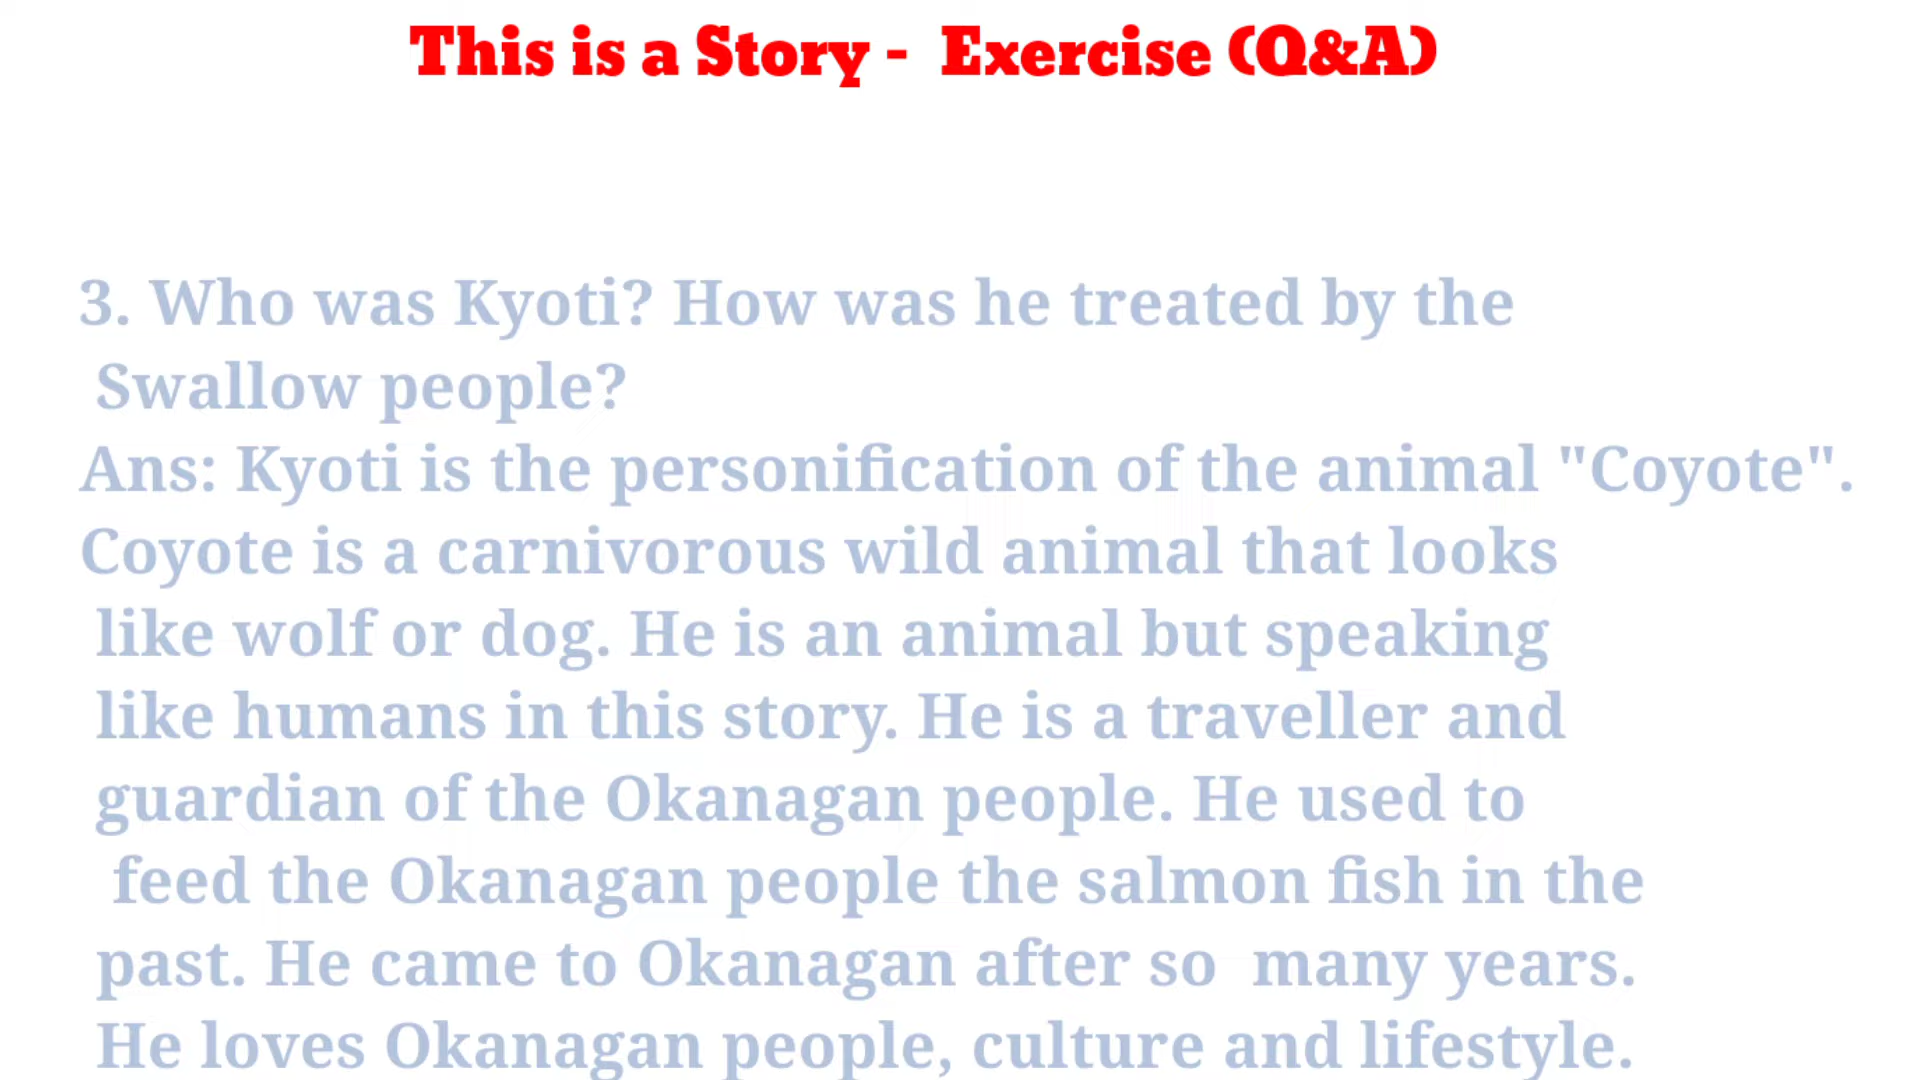 This is a Story -  Exercise (Q&A)
3. Who was Kyoti? How was he treated by the
Swallow people?
Ans: Kyoti is the personification of the animal "Coyote".
Coyote is a carnivorous wild animal that looks
like wolf or dog. He is an animal but speaking
like humans in this story. He is a traveller and
guardian of the Okanagan people. He used to
feed the Okanagan people the salmon fish in the
past. He came to Okanagan after so  many years.
He loves Okanagan people, culture and lifestyle.